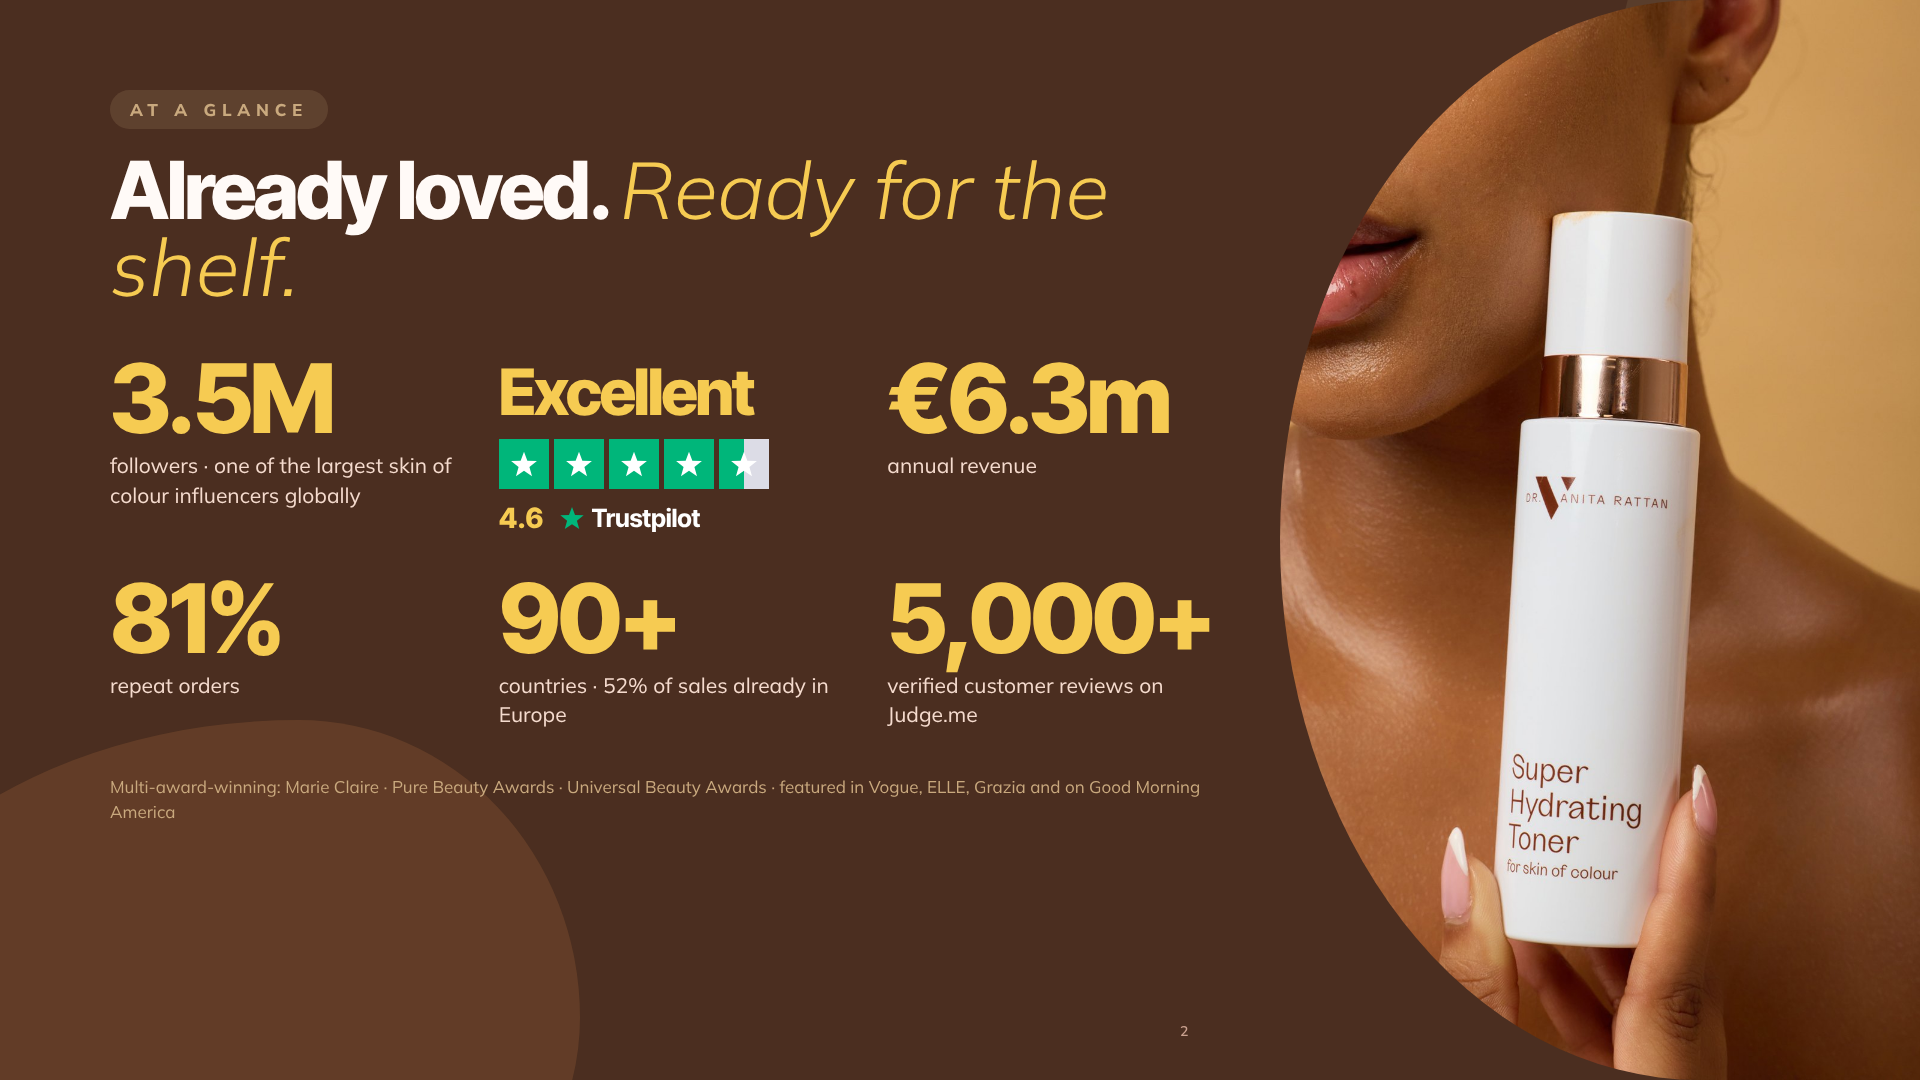 AT A GLANCE
Already loved. Ready for the
shelf.
3.5M
followers · one of the largest skin of
colour influencers globally
Excellent
4.6 Trustpilot
€6.3m
annual revenue
81%
repeat orders
90+
countries · 52% of sales already in
Europe
5,000+
verified customer reviews on
Judge.me
Multi-award-winning: Marie Claire · Pure Beauty Awards · Universal Beauty Awards · featured in Vogue, ELLE, Grazia and on Good Morning
America
2
DR. VANITA RATTAN
Super
Hydrating
Toner
for skin of colour